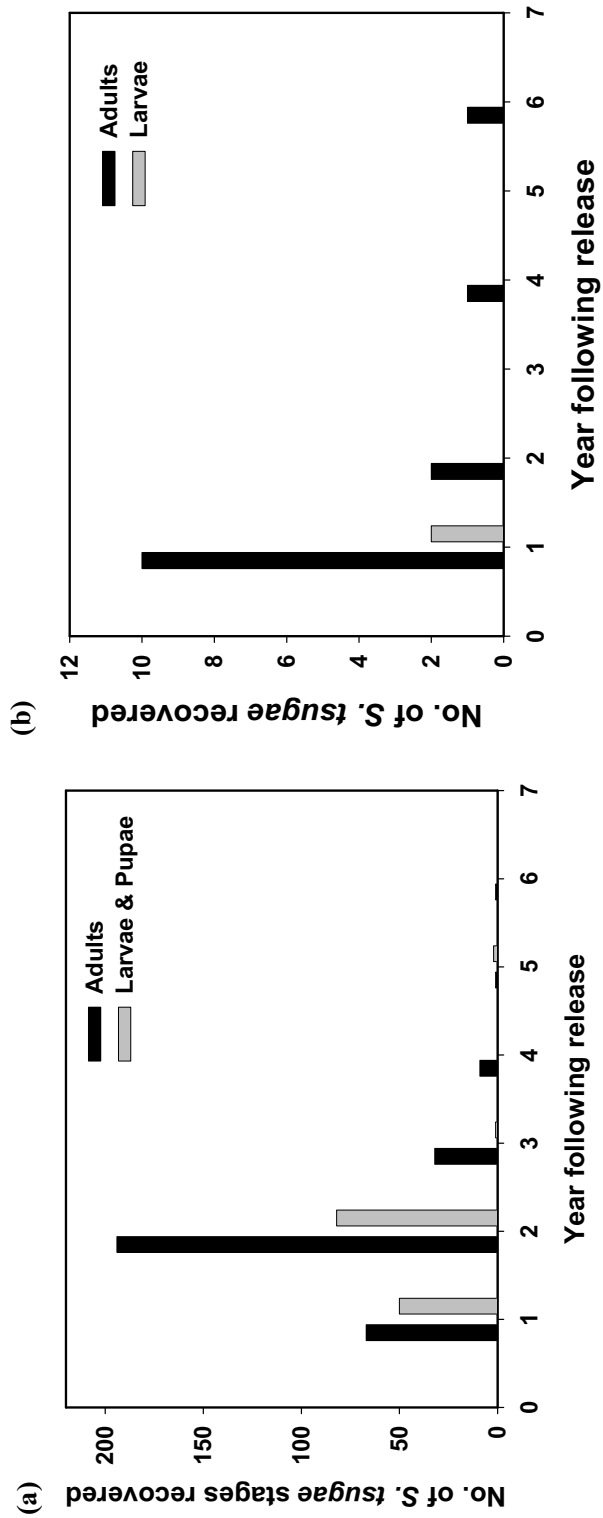 (a)
No. of S. tsugae stages recovered
200
150
100
50
0
Adults
Larvae & Pupae
0 1 2 3 4 5 6 7
Year following release
(b)
No. of S. tsugae recovered
12
10
8
6
4
2
0
Adults
Larvae
0 1 2 3 4 5 6 7
Year following release